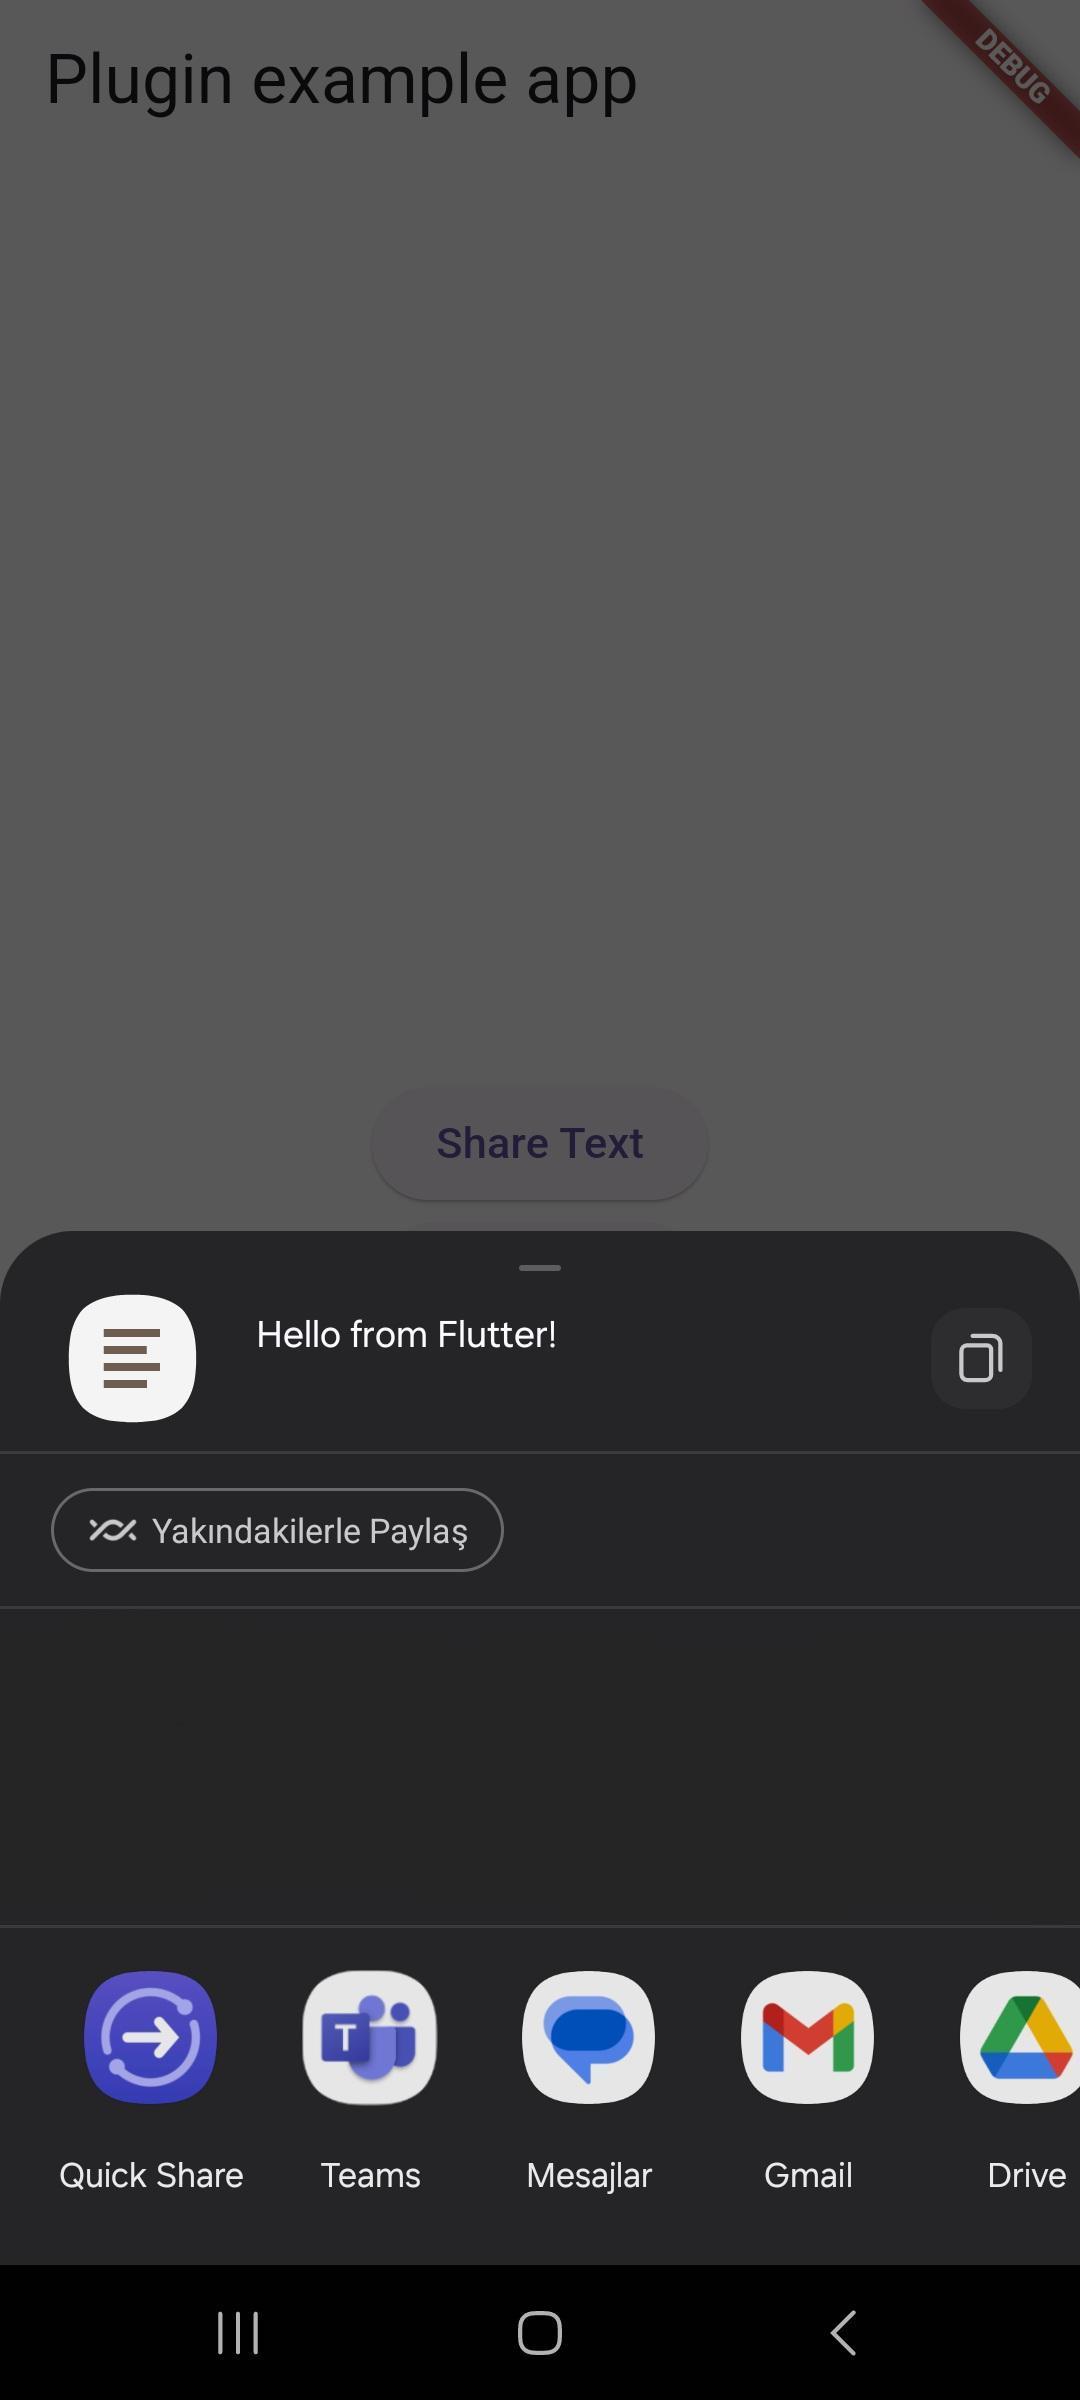 Plugin example app
DEBUG
Share Text
Hello from Flutter!
Yakındakilerle Paylaş
T
Quick Share
Teams
Mesajlar
Gmail
Drive